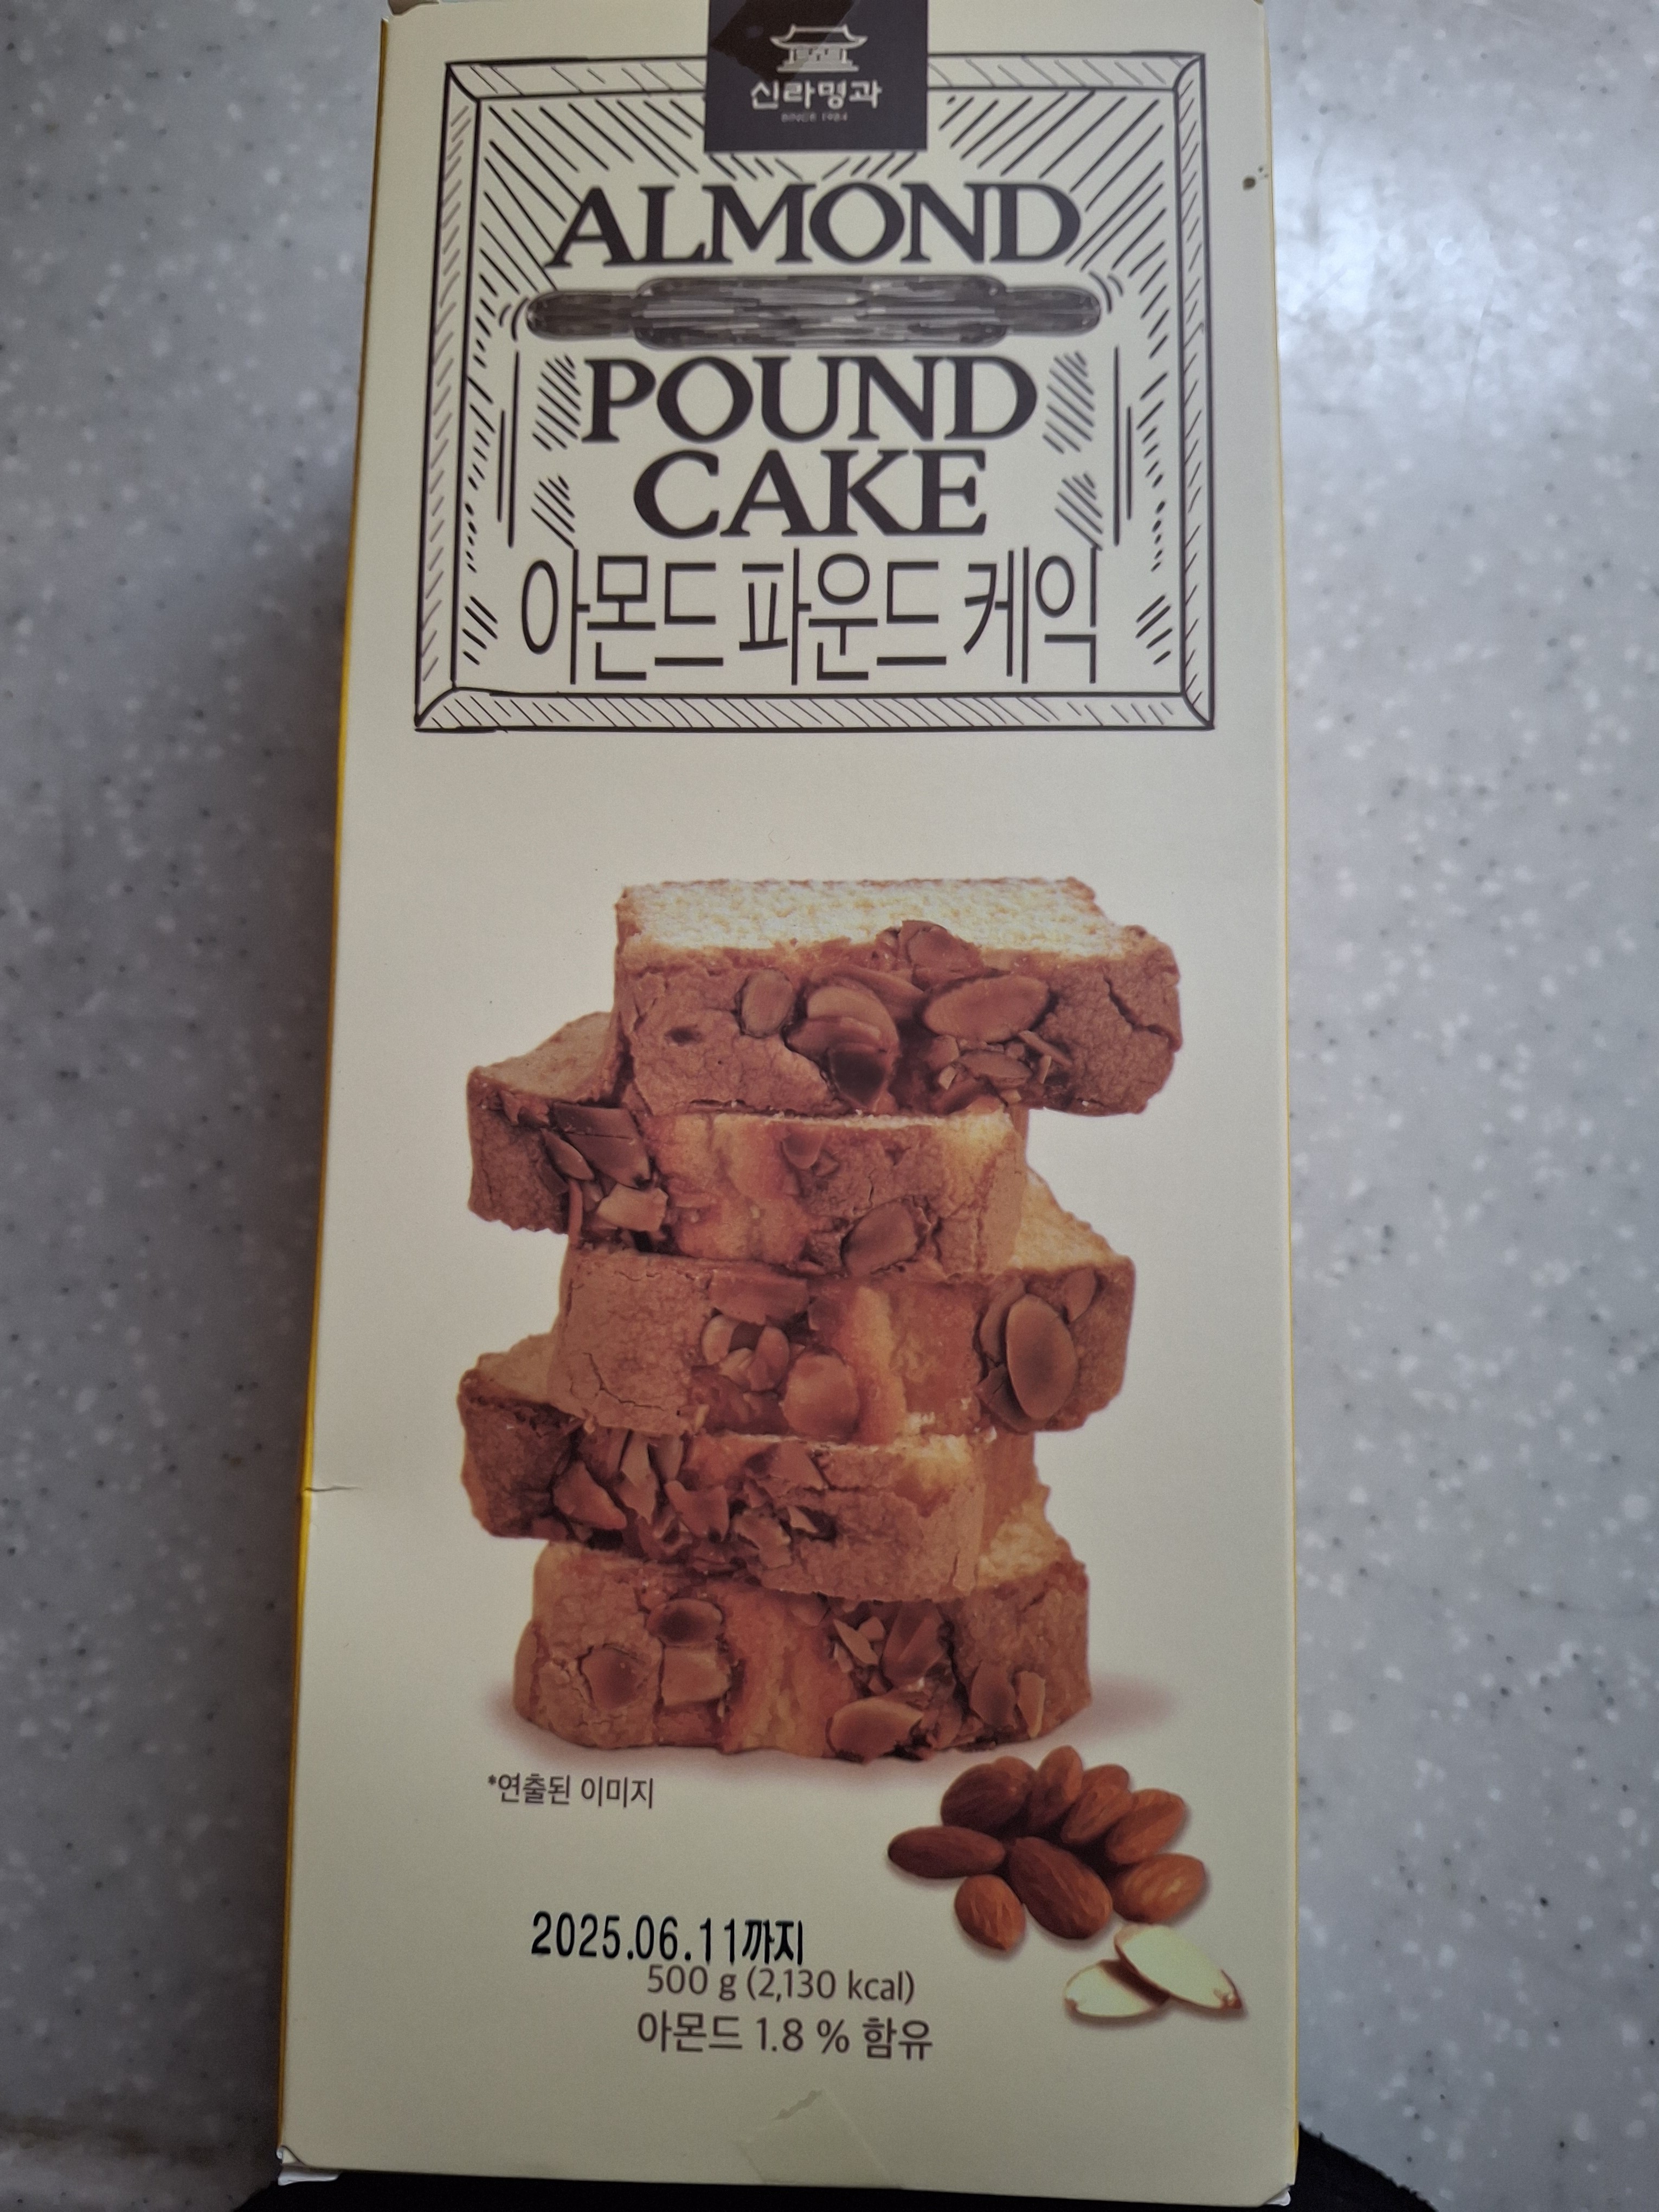 신라명과
SINCE 1984
ALMOND
POUND
CAKE
아몬드 파운드 케익
*연출된 이미지
2025.06.11까지
500 g (2,130 kcal)
아몬드 1.8 % 함유